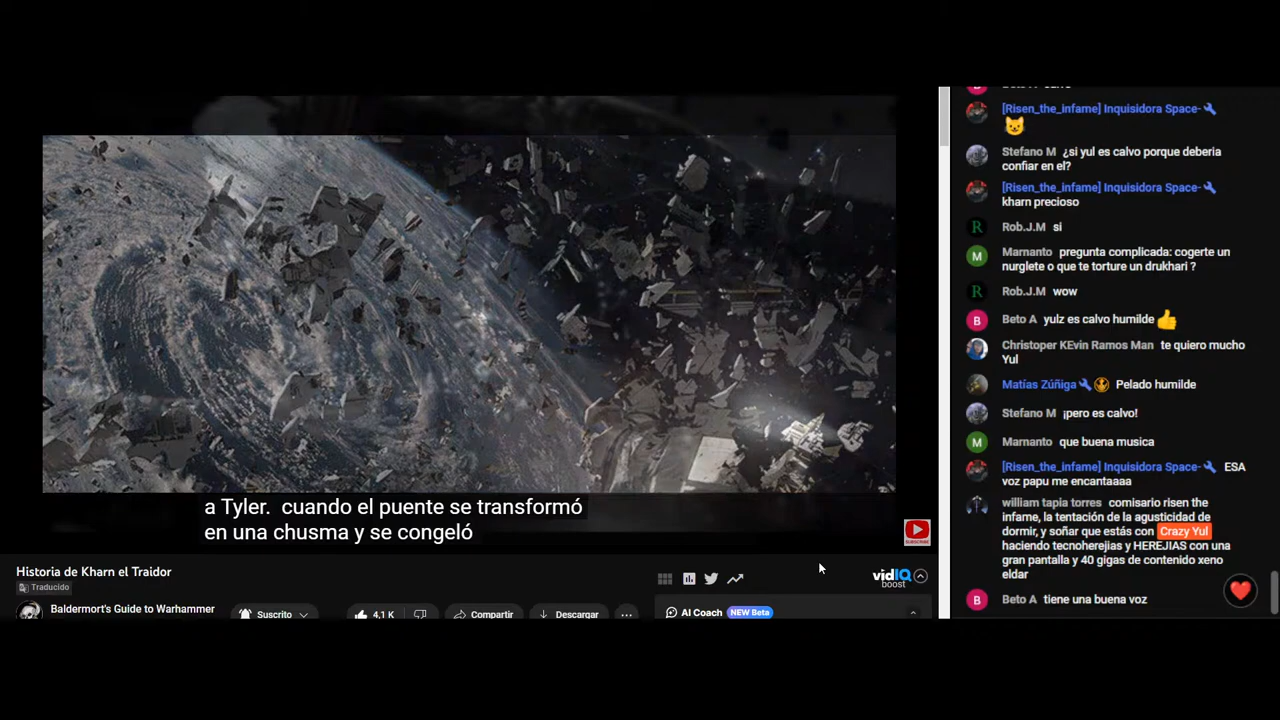 a Tyler. cuando el puente se transformó
en una chusma y se congeló
SUBSCRIBE
Historia de Kharn el Traidor
Traducido
Baldermort's Guide to Warhammer
Suscrito
4,1 K
Compartir
Descargar
...
vidIQ
boost
AI Coach NEW Beta
[Risen_the_infame] Inquisidora Space-
Stefano M ¿si yul es calvo porque deberia
confiar en el?
[Risen_the_infame] Inquisidora Space-
kharn precioso
R Rob.J.M si
M Marnanto pregunta complicada: cogerte un
nurglete o que te torture un drukhari ?
R Rob.J.M wow
B Beto A yulz es calvo humilde
Christoper KEvin Ramos Man te quiero mucho
Yul
Matías Zúñiga Pelado humilde
Stefano M ¡pero es calvo!
M Marnanto que buena musica
[Risen_the_infame] Inquisidora Space- ESA
voz papu me encantaaaa
william tapia torres comisario risen the
infame, la tentación de la agusticidad de
dormir, y soñar que estás con Crazy Yul
haciendo tecnoherejias y HEREJIAS con una
gran pantalla y 40 gigas de contenido xeno
eldar
B Beto A tiene una buena voz